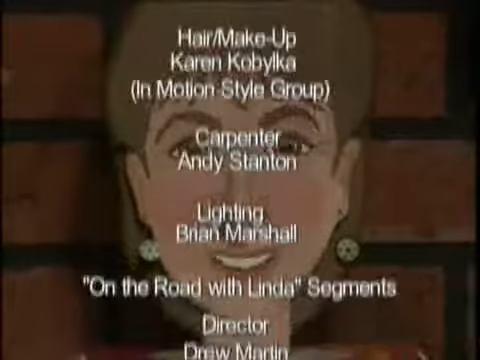 Hair/Make-Up
Karen Kobylka
(In Motion Style Group)
Carpenter
Andy Stanton
Lighting
Brian Marshall
"On the Road with Linda" Segments
Director
Drew Martin